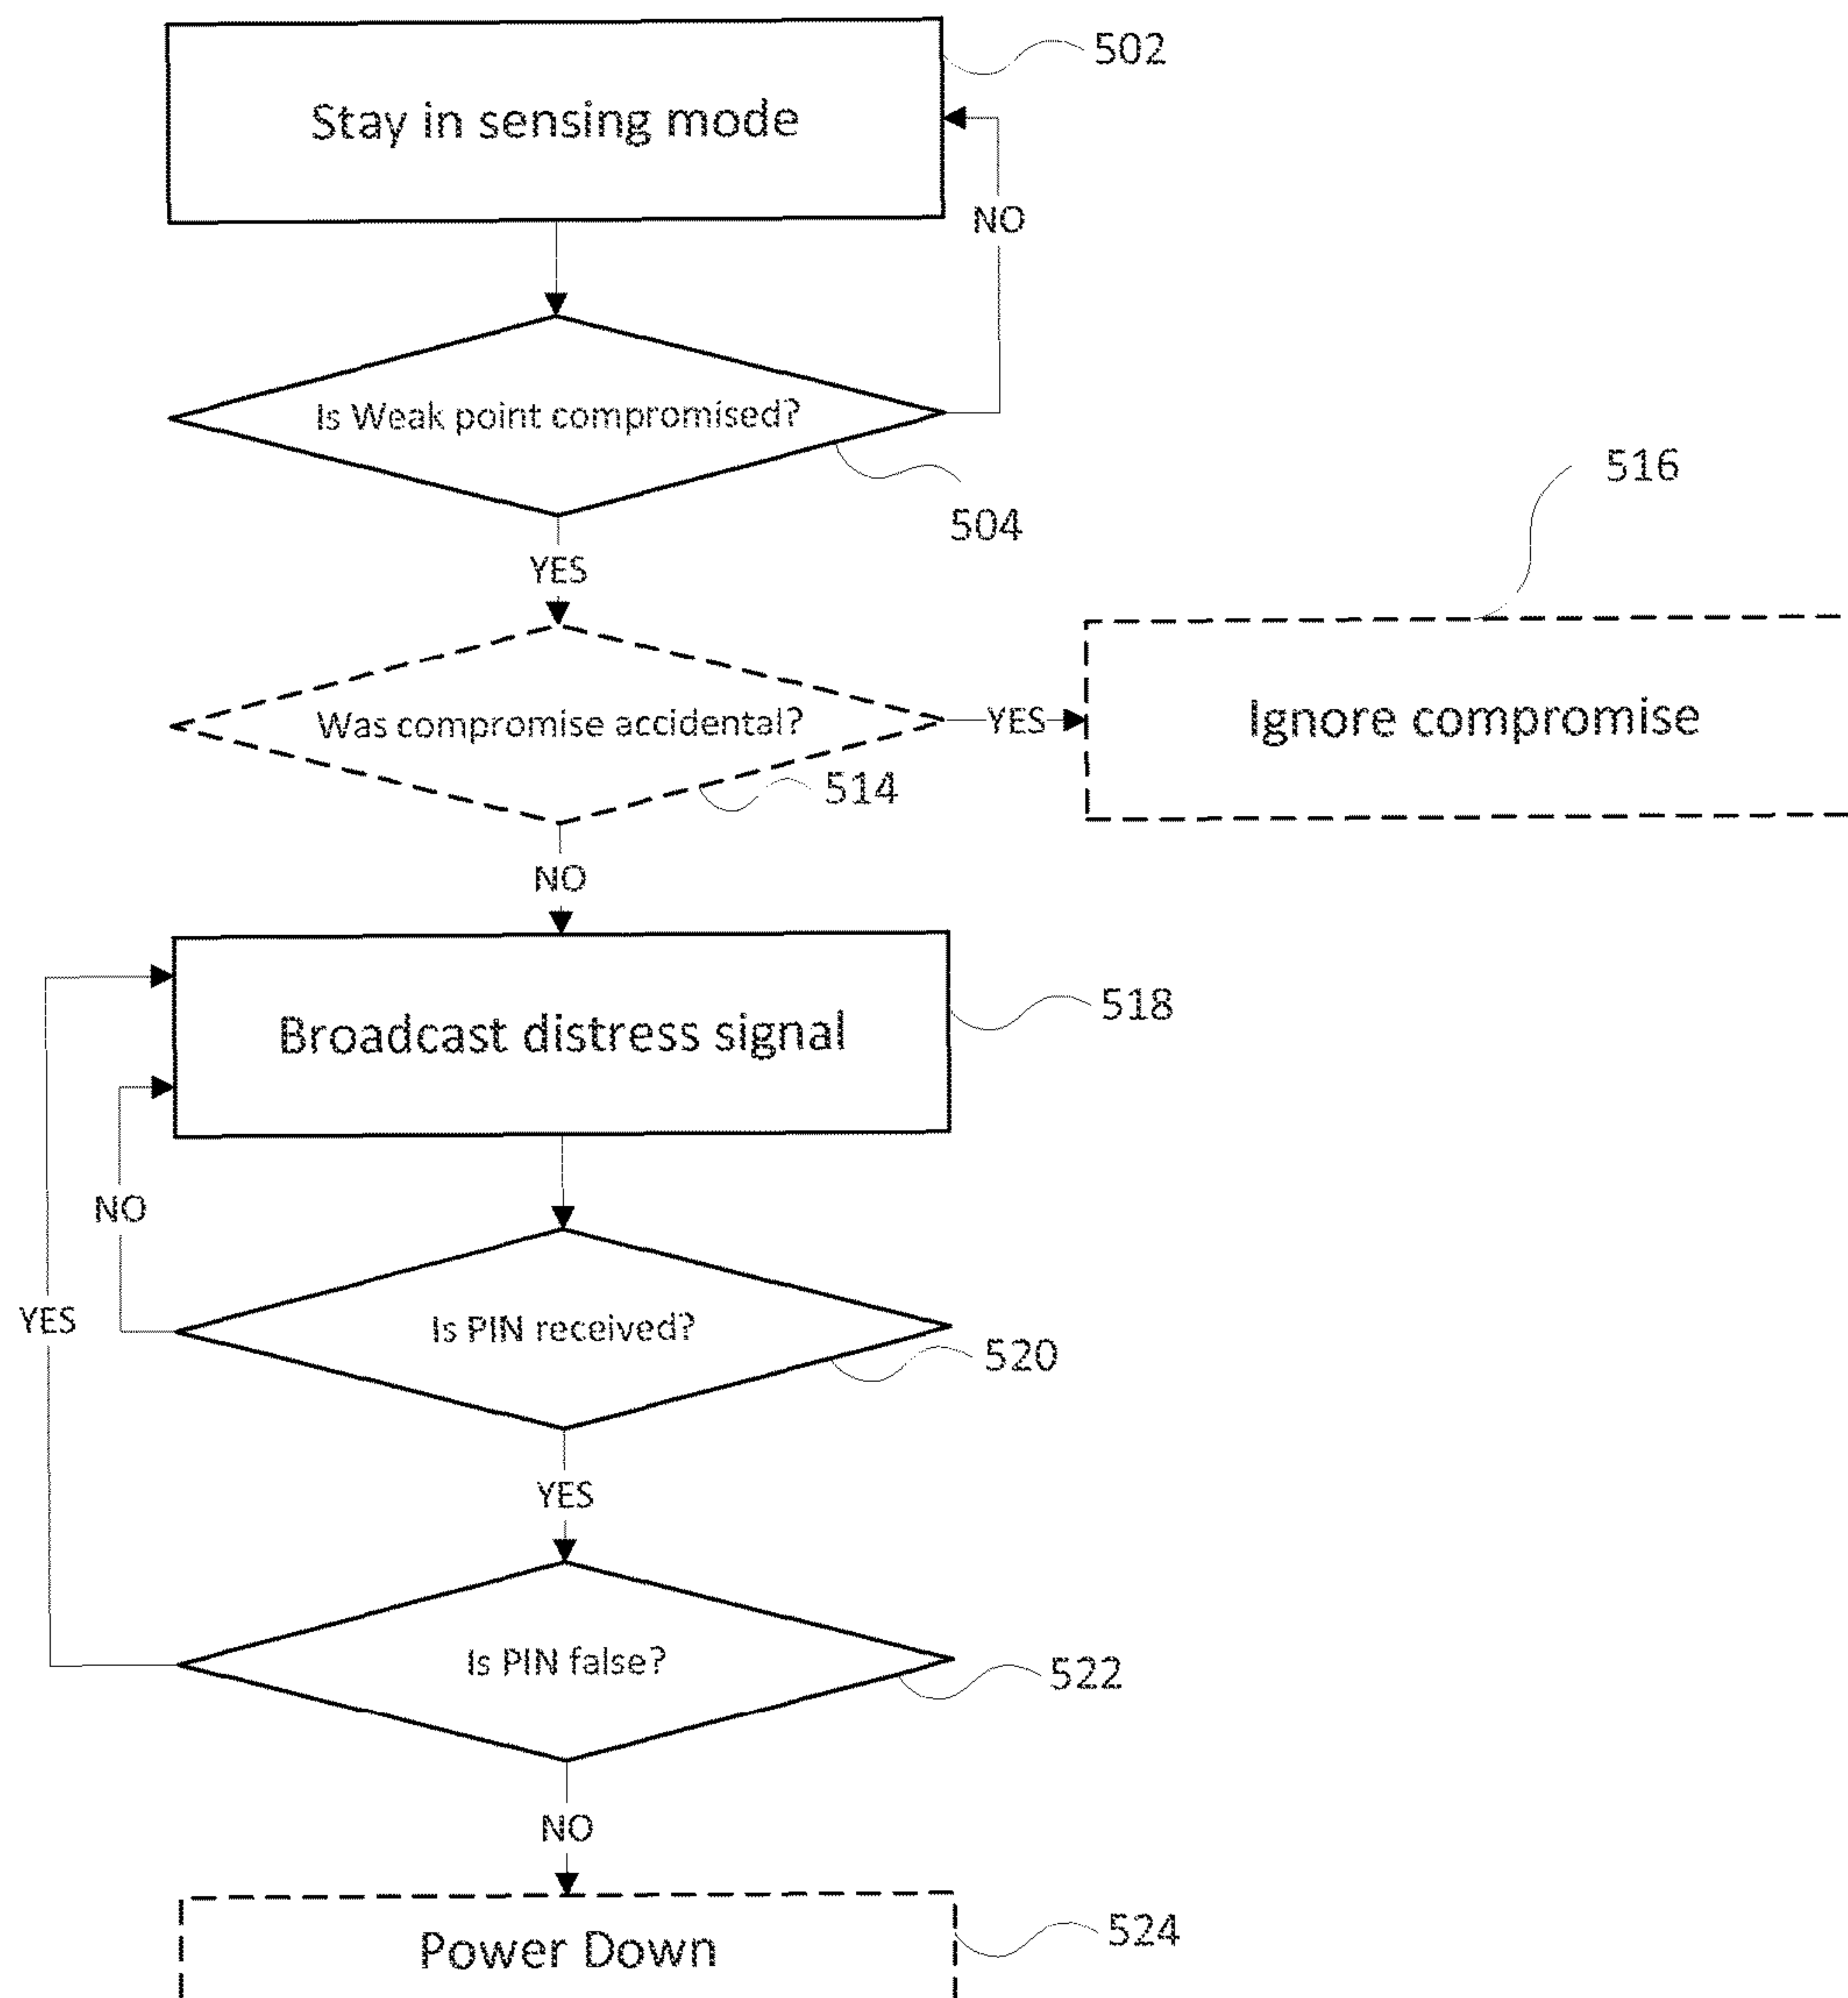 502
Stay in sensing mode
NO
Is Weak point compromised?
504
516
YES
Was compromise accidental?
YES
Ignore compromise
514
NO
Broadcast distress signal
518
NO
YES
Is PIN received?
520
YES
Is PIN false?
522
NO
Power Down
524